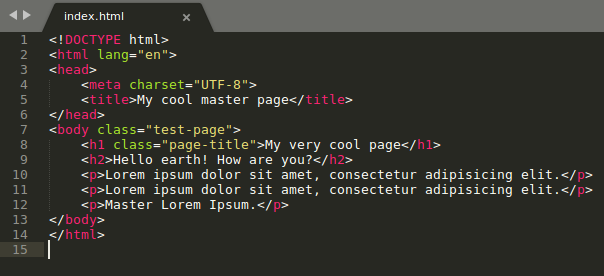 index.html
1 <!DOCTYPE html>
2 <html lang="en">
3 <head>
4     <meta charset="UTF-8">
5     <title>My cool master page</title>
6 </head>
7 <body class="test-page">
8     <h1 class="page-title">My very cool page</h1>
9     <h2>Hello earth! How are you?</h2>
10     <p>Lorem ipsum dolor sit amet, consectetur adipisicing elit.</p>
11     <p>Lorem ipsum dolor sit amet, consectetur adipisicing elit.</p>
12     <p>Master Lorem Ipsum.</p>
13 </body>
14 </html>
15